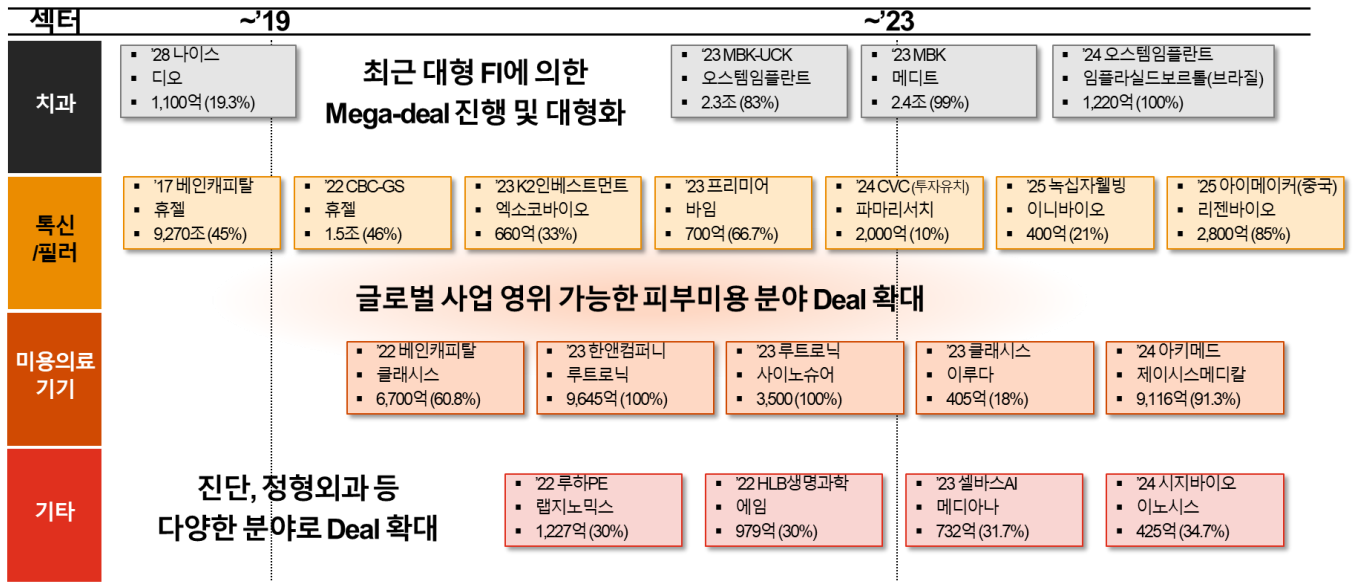 섹터 ~'19 ~'23
치과
▪ '28 나이스
▪ 디오
▪ 1,100억 (19.3%)
최근 대형 FI에 의한
Mega-deal 진행 및 대형화
▪ '23 MBK-UCK
▪ 오스템임플란트
▪ 2.3조 (83%)
▪ '23 MBK
▪ 메디트
▪ 2.4조 (99%)
▪ '24 오스템임플란트
▪ 임플라실드보르톨(브라질)
▪ 1,220억 (100%)
톡신
/필러
▪ '17 베인캐피탈
▪ 휴젤
▪ 9,270조 (45%)
▪ '22 CBC-GS
▪ 휴젤
▪ 1.5조 (46%)
▪ '23 K2인베스트먼트
▪ 엑소코바이오
▪ 660억 (33%)
▪ '23 프리미어
▪ 바임
▪ 700억 (66.7%)
▪ '24 CVC (투자유치)
▪ 파마리서치
▪ 2,000억 (10%)
▪ '25 녹십자웰빙
▪ 이니바이오
▪ 400억 (21%)
▪ '25 아이메이커(중국)
▪ 리젠바이오
▪ 2,800억 (85%)
글로벌 사업 영위 가능한 피부미용 분야 Deal 확대
미용의료
기기
▪ '22 베인캐피탈
▪ 클래시스
▪ 6,700억 (60.8%)
▪ '23 한앤컴퍼니
▪ 루트로닉
▪ 9,645억 (100%)
▪ '23 루트로닉
▪ 사이노슈어
▪ 3,500 (100%)
▪ '23 클래시스
▪ 이루다
▪ 405억 (18%)
▪ '24 아키메드
▪ 제이시스메디칼
▪ 9,116억 (91.3%)
기타
진단, 정형외과 등
다양한 분야로 Deal 확대
▪ '22 루하PE
▪ 랩지노믹스
▪ 1,227억 (30%)
▪ '22 HLB생명과학
▪ 에임
▪ 979억 (30%)
▪ '23 셀바스AI
▪ 메디아나
▪ 732억 (31.7%)
▪ '24 시지바이오
▪ 이노시스
▪ 425억 (34.7%)